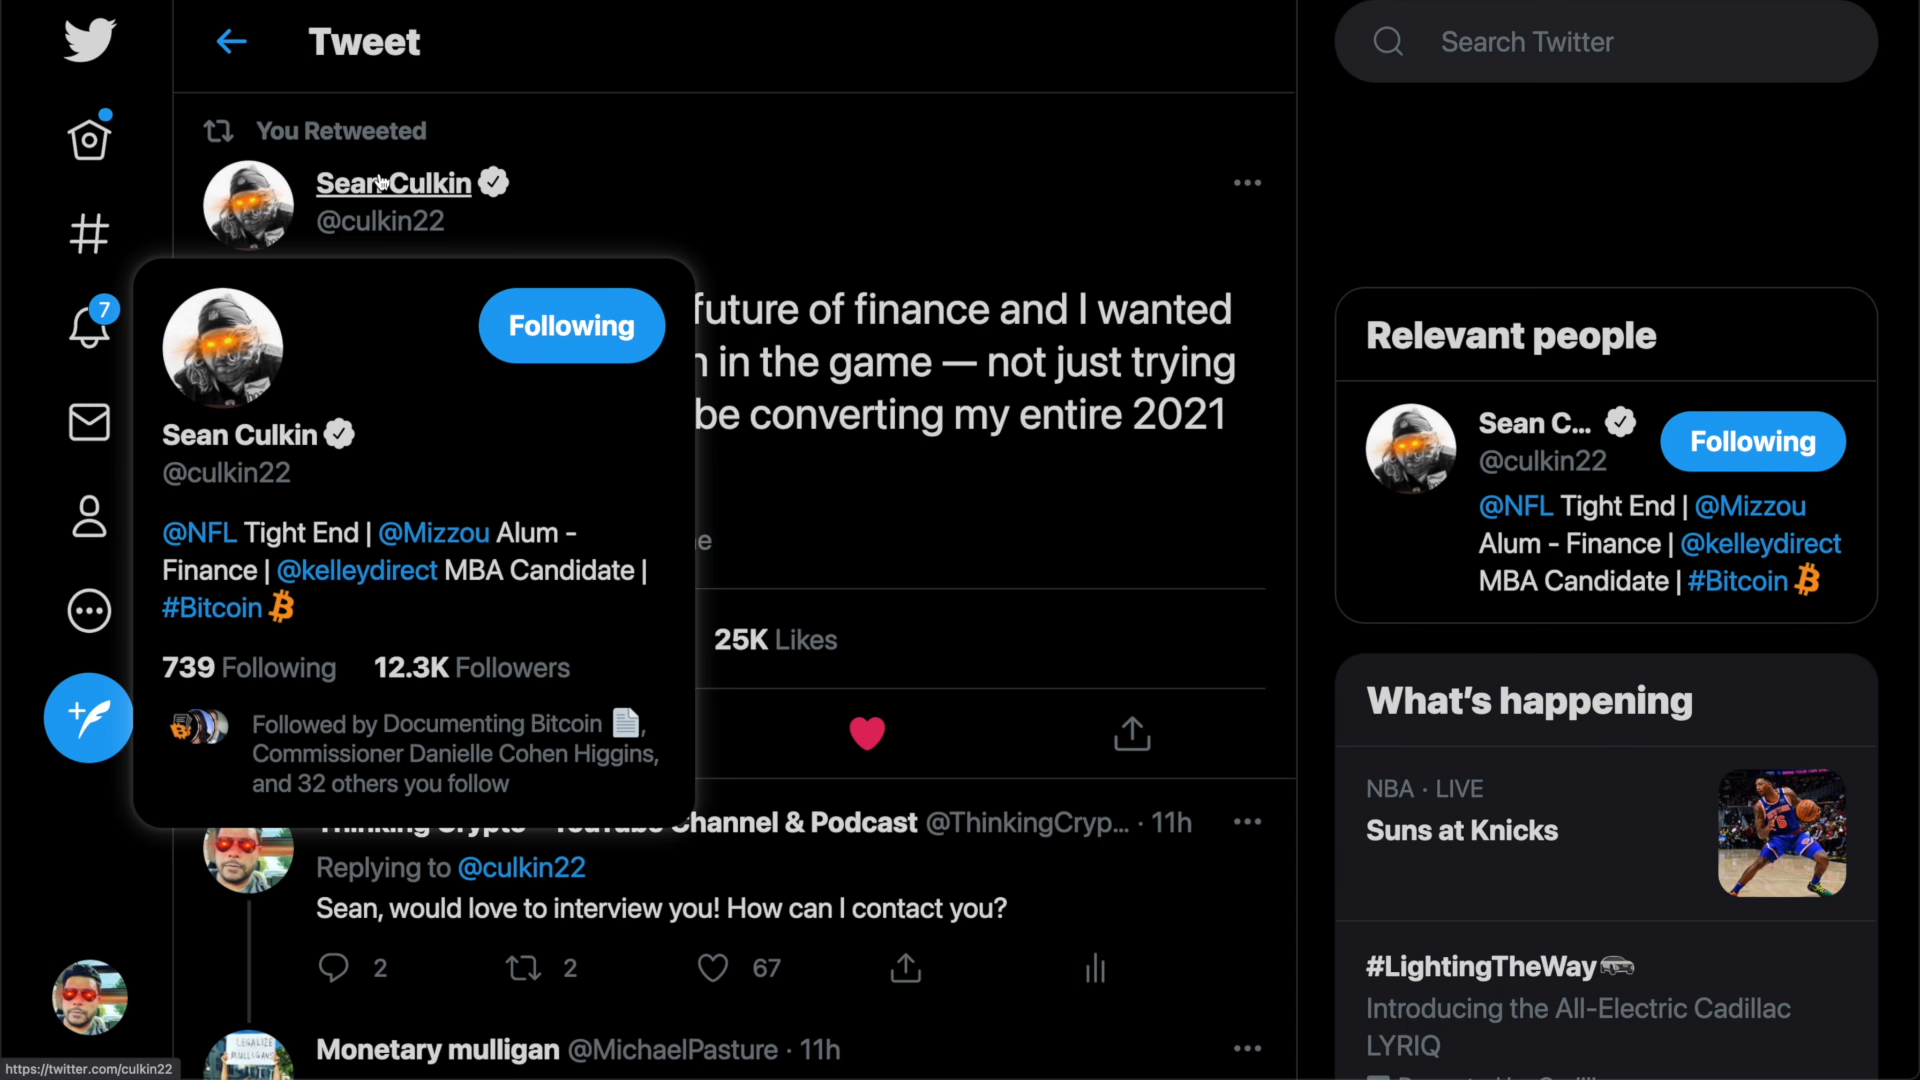 Tweet
Search Twitter
You Retweeted
Sean Culkin
@culkin22
7
Following
Sean Culkin
@culkin22
@NFL Tight End | @Mizzou Alum -
Finance | @kelleydirect MBA Candidate |
#Bitcoin
739 Following 12.3K Followers
Followed by Documenting Bitcoin
Commissioner Danielle Cohen Higgins,
and 32 others you follow
future of finance and I wanted
in the game — not just trying
be converting my entire 2021
25K Likes
Channel & Podcast @ThinkingCryp... · 11h
Replying to @culkin22
Sean, would love to interview you! How can I contact you?
2 2 67
Monetary mulligan @MichaelPasture · 11h
LEGALIZE
MULLIGANS
https://twitter.com/culkin22
Relevant people
Sean C...
@culkin22
Following
@NFL Tight End | @Mizzou
Alum - Finance | @kelleydirect
MBA Candidate | #Bitcoin
What's happening
NBA · LIVE
Suns at Knicks
#LightingTheWay
Introducing the All-Electric Cadillac
LYRIQ